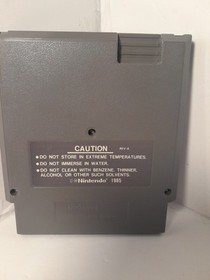 CAUTION
• DO NOT STORE IN EXTREME TEMPERATURES.
• DO NOT IMMERSE IN WATER.
• DO NOT CLEAN WITH BENZENE, THINNER,
ALCOHOL OR OTHER SUCH SOLVENTS.
Nintendo 1985